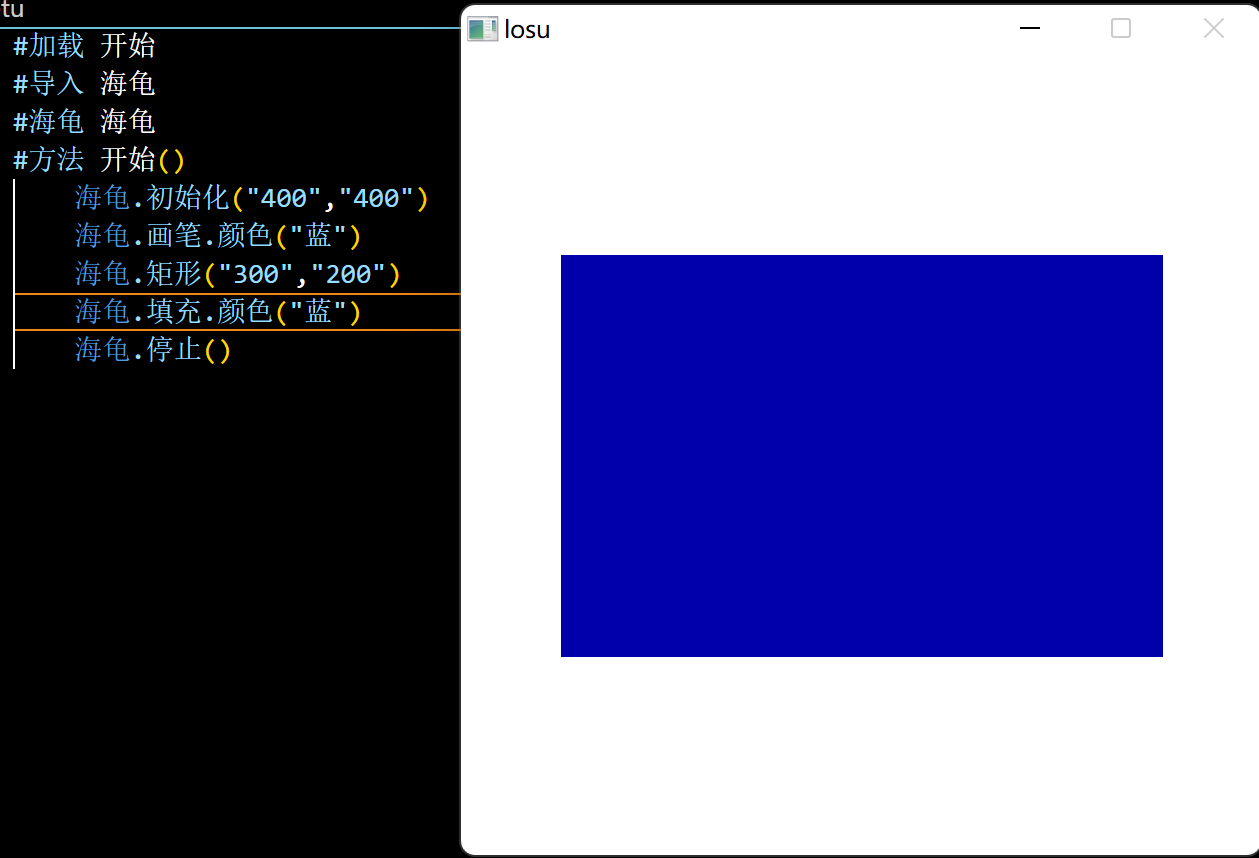 tu
#加载 开始
#导入 海龟
#海龟 海龟
#方法 开始()
海龟.初始化("400","400")
海龟.画笔.颜色("蓝")
海龟.矩形("300","200")
海龟.填充.颜色("蓝")
海龟.停止()
losu